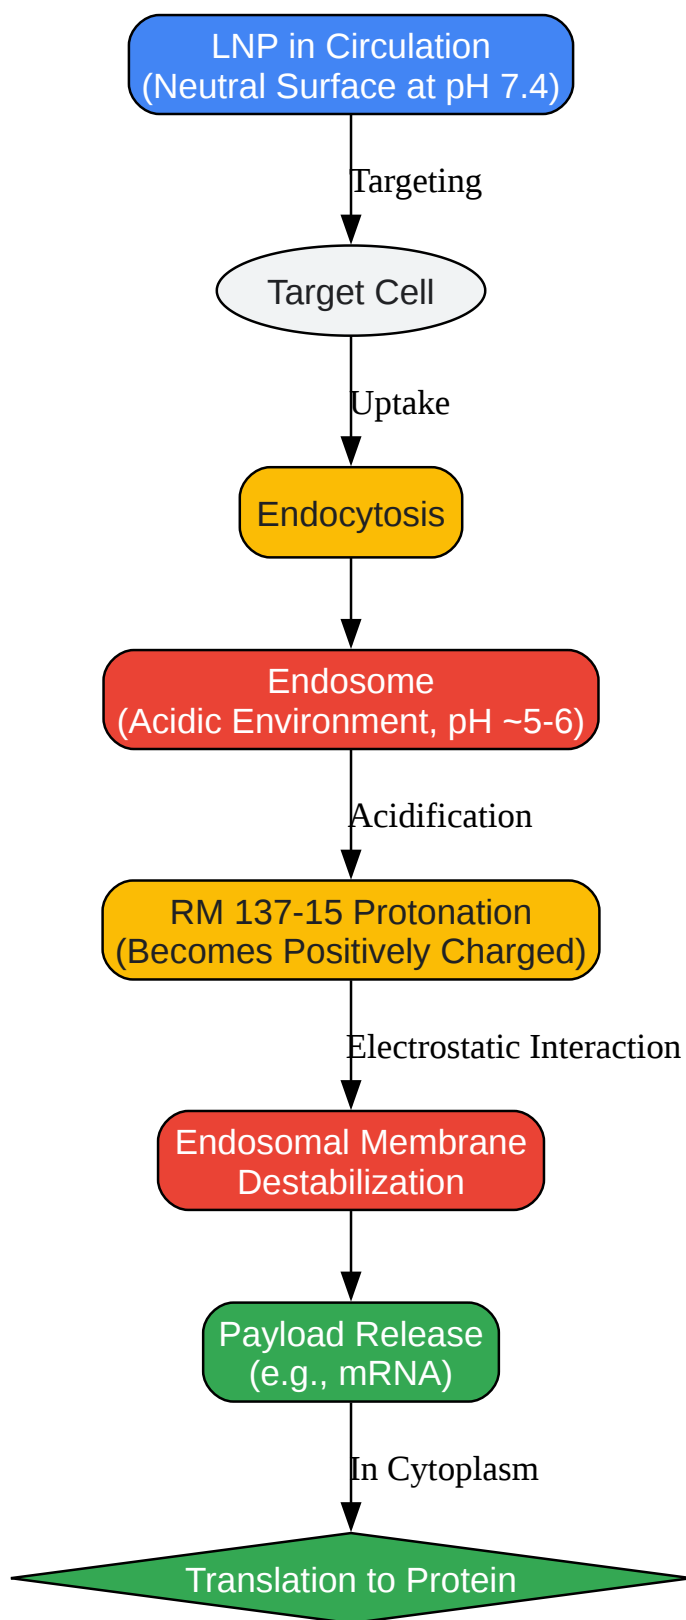 LNP in Circulation
(Neutral Surface at pH 7.4)
Targeting
Target Cell
Uptake
Endocytosis
Endosome
(Acidic Environment, pH ~5-6)
Acidification
RM 137-15 Protonation
(Becomes Positively Charged)
Electrostatic Interaction
Endosomal Membrane
Destabilization
Payload Release
(e.g., mRNA)
In Cytoplasm
Translation to Protein